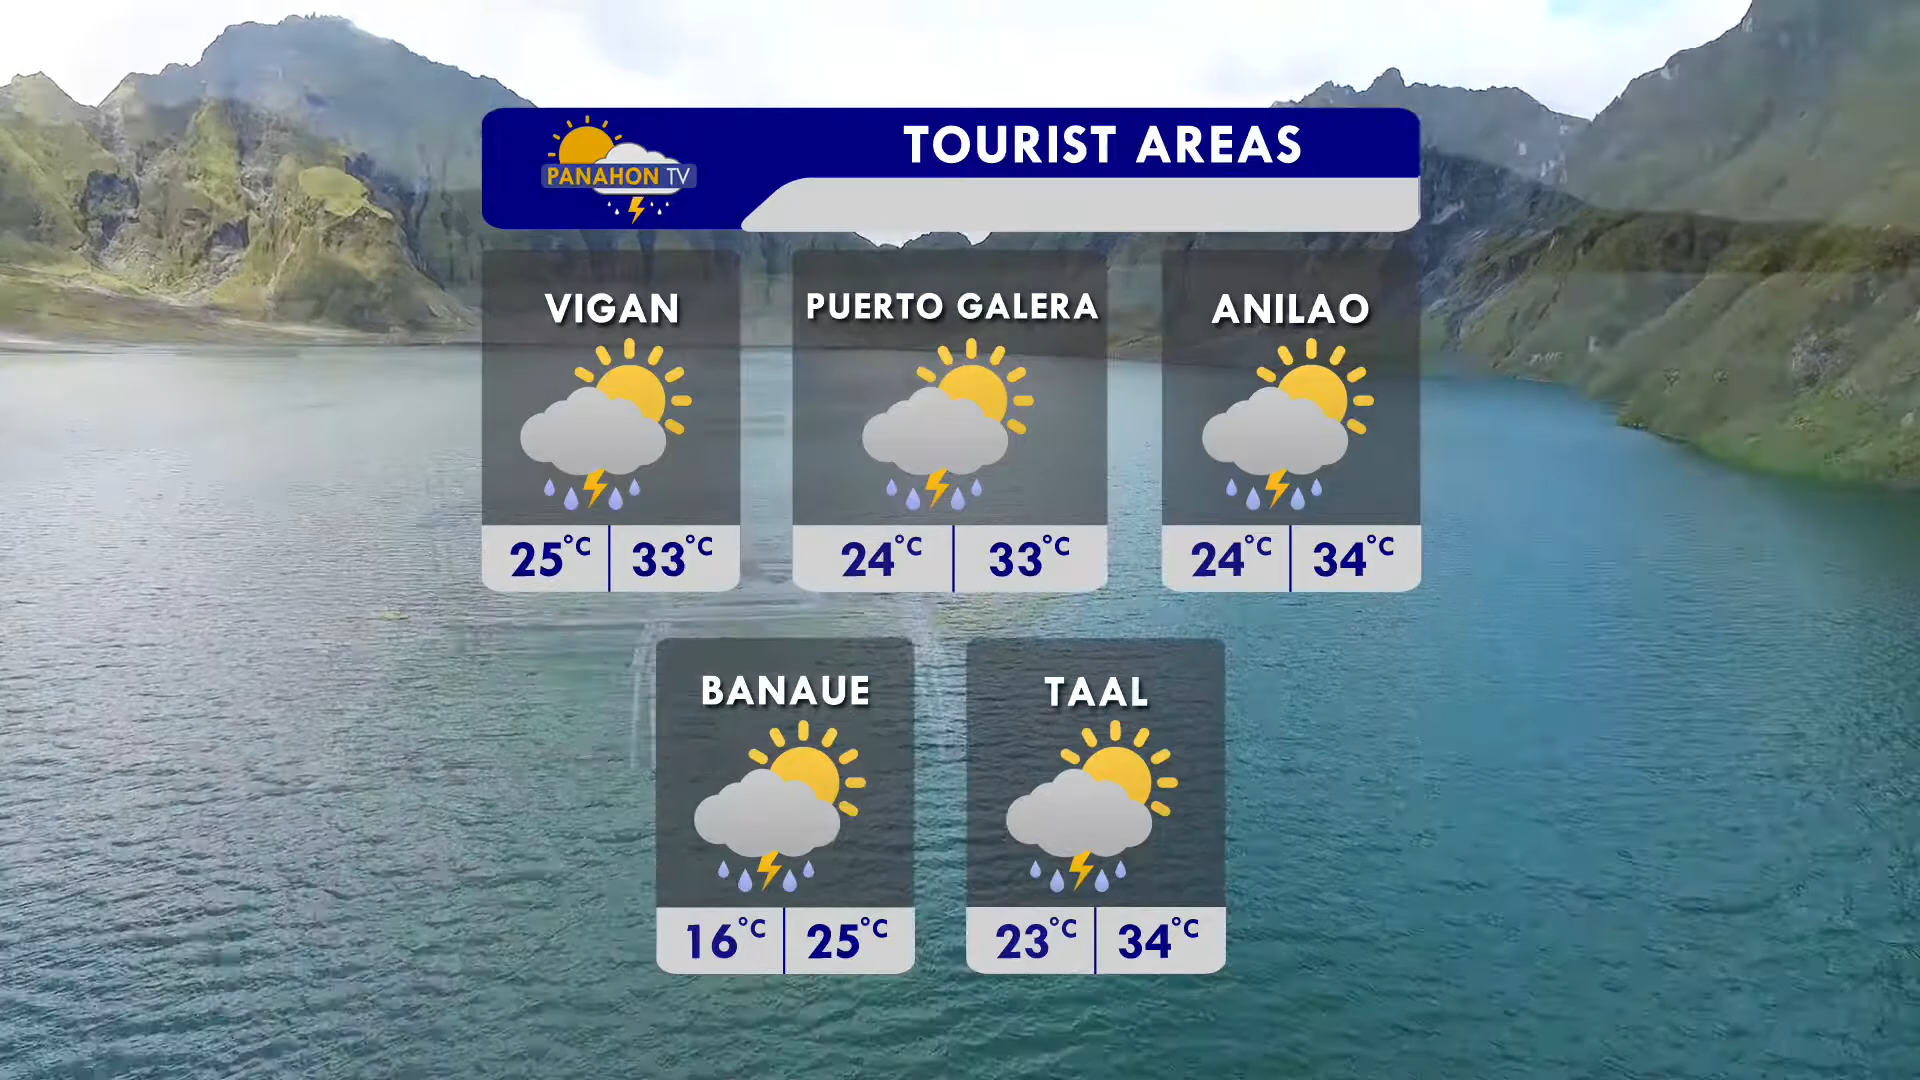 PANAHON TV
TOURIST AREAS
VIGAN
25°C 33°C
PUERTO GALERA
24°C 33°C
ANILAO
24°C 34°C
BANAUE
16°C 25°C
TAAL
23°C 34°C